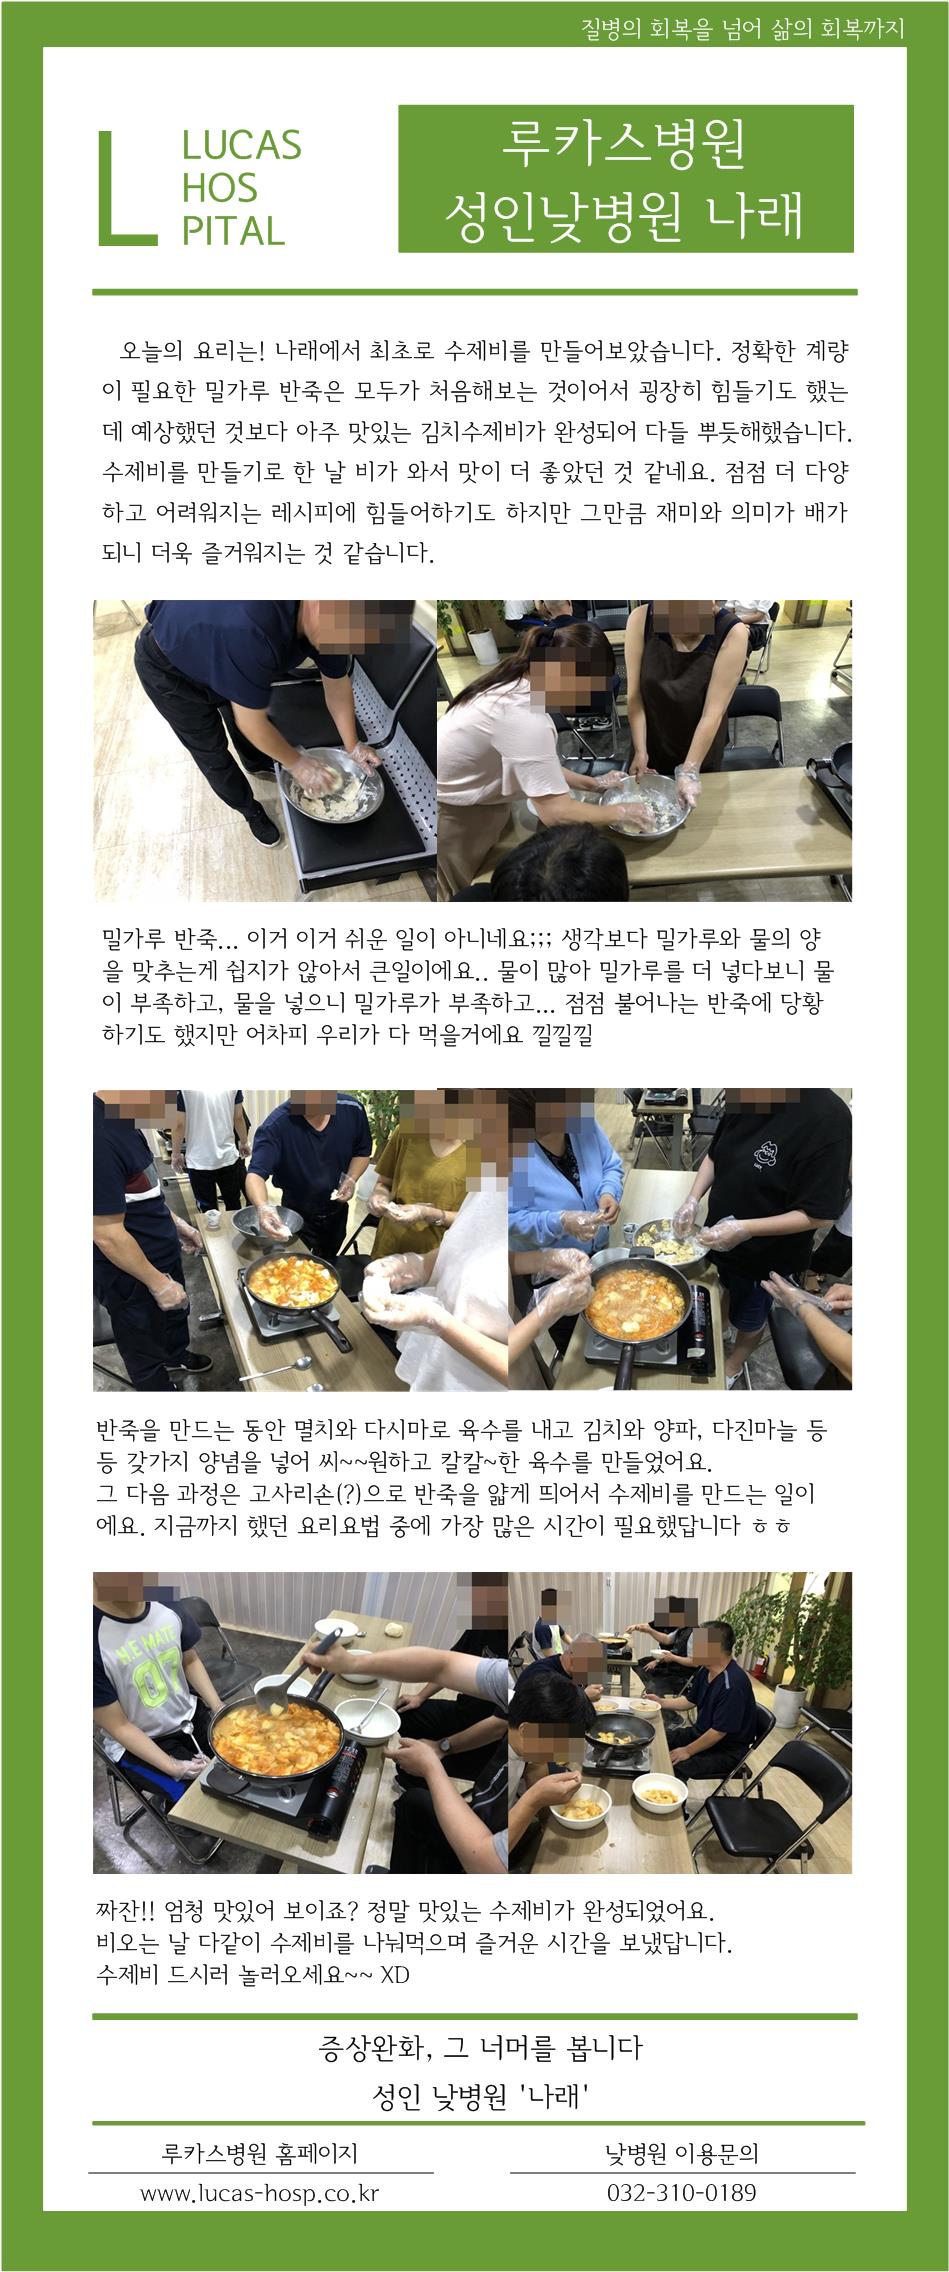 질병의 회복을 넘어 삶의 회복까지
LUCAS
HOS
PITAL
루카스병원
성인낮병원 나래
오늘의 요리는! 나래에서 최초로 수제비를 만들어보았습니다. 정확한 계량
이 필요한 밀가루 반죽은 모두가 처음해보는 것이어서 굉장히 힘들기도 했는
데 예상했던 것보다 아주 맛있는 김치수제비가 완성되어 다들 뿌듯해했습니다.
수제비를 만들기로 한 날 비가 와서 맛이 더 좋았던 것 같네요. 점점 더 다양
하고 어려워지는 레시피에 힘들어하기도 하지만 그만큼 재미와 의미가 배가
되니 더욱 즐거워지는 것 같습니다.
밀가루 반죽... 이거 이거 쉬운 일이 아니네요;;; 생각보다 밀가루와 물의 양
을 맞추는게 쉽지가 않아서 큰일이에요.. 물이 많아 밀가루를 더 넣다보니 물
이 부족하고, 물을 넣으니 밀가루가 부족하고... 점점 불어나는 반죽에 당황
하기도 했지만 어차피 우리가 다 먹을거에요 낄낄낄
반죽을 만드는 동안 멸치와 다시마로 육수를 내고 김치와 양파, 다진마늘 등
등 갖가지 양념을 넣어 씨~~원하고 칼칼~한 육수를 만들었어요.
그 다음 과정은 고사리손(?)으로 반죽을 얇게 띄어서 수제비를 만드는 일이
에요. 지금까지 했던 요리요법 중에 가장 많은 시간이 필요했답니다 ㅎㅎ
M.E MATE
07
짜잔!! 엄청 맛있어 보이죠? 정말 맛있는 수제비가 완성되었어요.
비오는 날 다같이 수제비를 나눠먹으며 즐거운 시간을 보냈답니다.
수제비 드시러 놀러오세요~~ XD
증상완화, 그 너머를 봅니다
성인 낮병원 '나래'
루카스병원 홈페이지
낮병원 이용문의
www.lucas-hosp.co.kr
032-310-0189